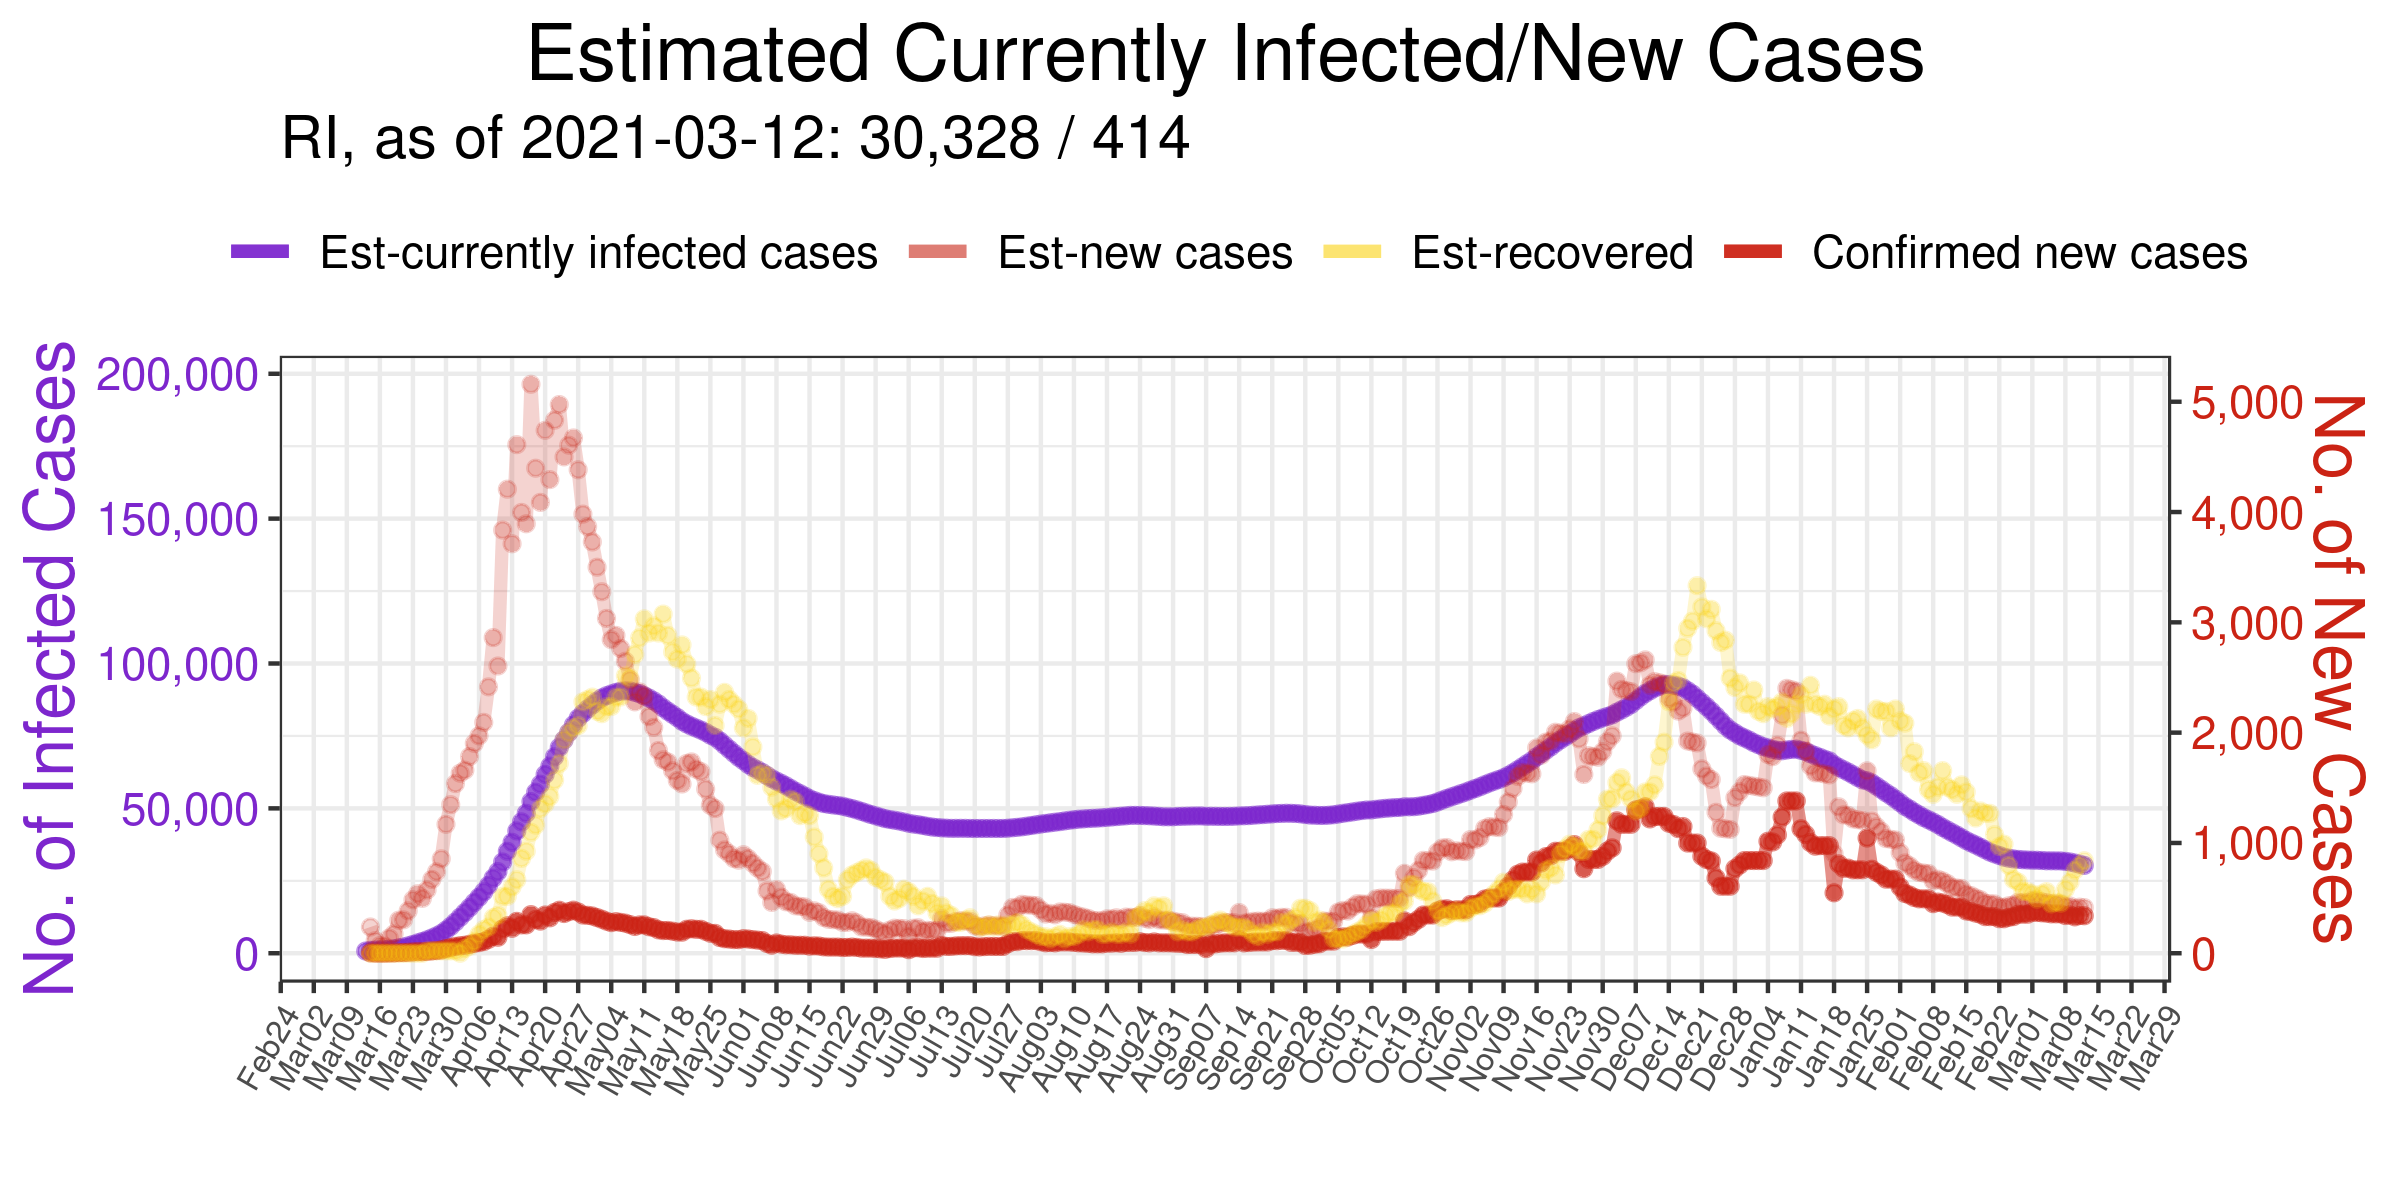 Estimated Currently Infected/New Cases
RI, as of 2021-03-12: 30,328 / 414
Est-currently infected cases
Est-new cases
Est-recovered
Confirmed new cases
No. of Infected Cases
200,000
150,000
100,000
50,000
0
5,000
4,000
3,000
2,000
1,000
0
No. of New Cases
Feb24
Mar02
Mar09
Mar16
Mar23
Mar30
Apr06
Apr13
Apr20
Apr27
May04
May11
May18
May25
Jun01
Jun08
Jun15
Jun22
Jun29
Jul06
Jul13
Jul20
Jul27
Aug03
Aug10
Aug17
Aug24
Aug31
Sep07
Sep14
Sep21
Sep28
Oct05
Oct12
Oct19
Oct26
Nov02
Nov09
Nov16
Nov23
Nov30
Dec07
Dec14
Dec21
Dec28
Jan04
Jan11
Jan18
Jan25
Feb01
Feb08
Feb15
Feb22
Mar01
Mar08
Mar15
Mar22
Mar29